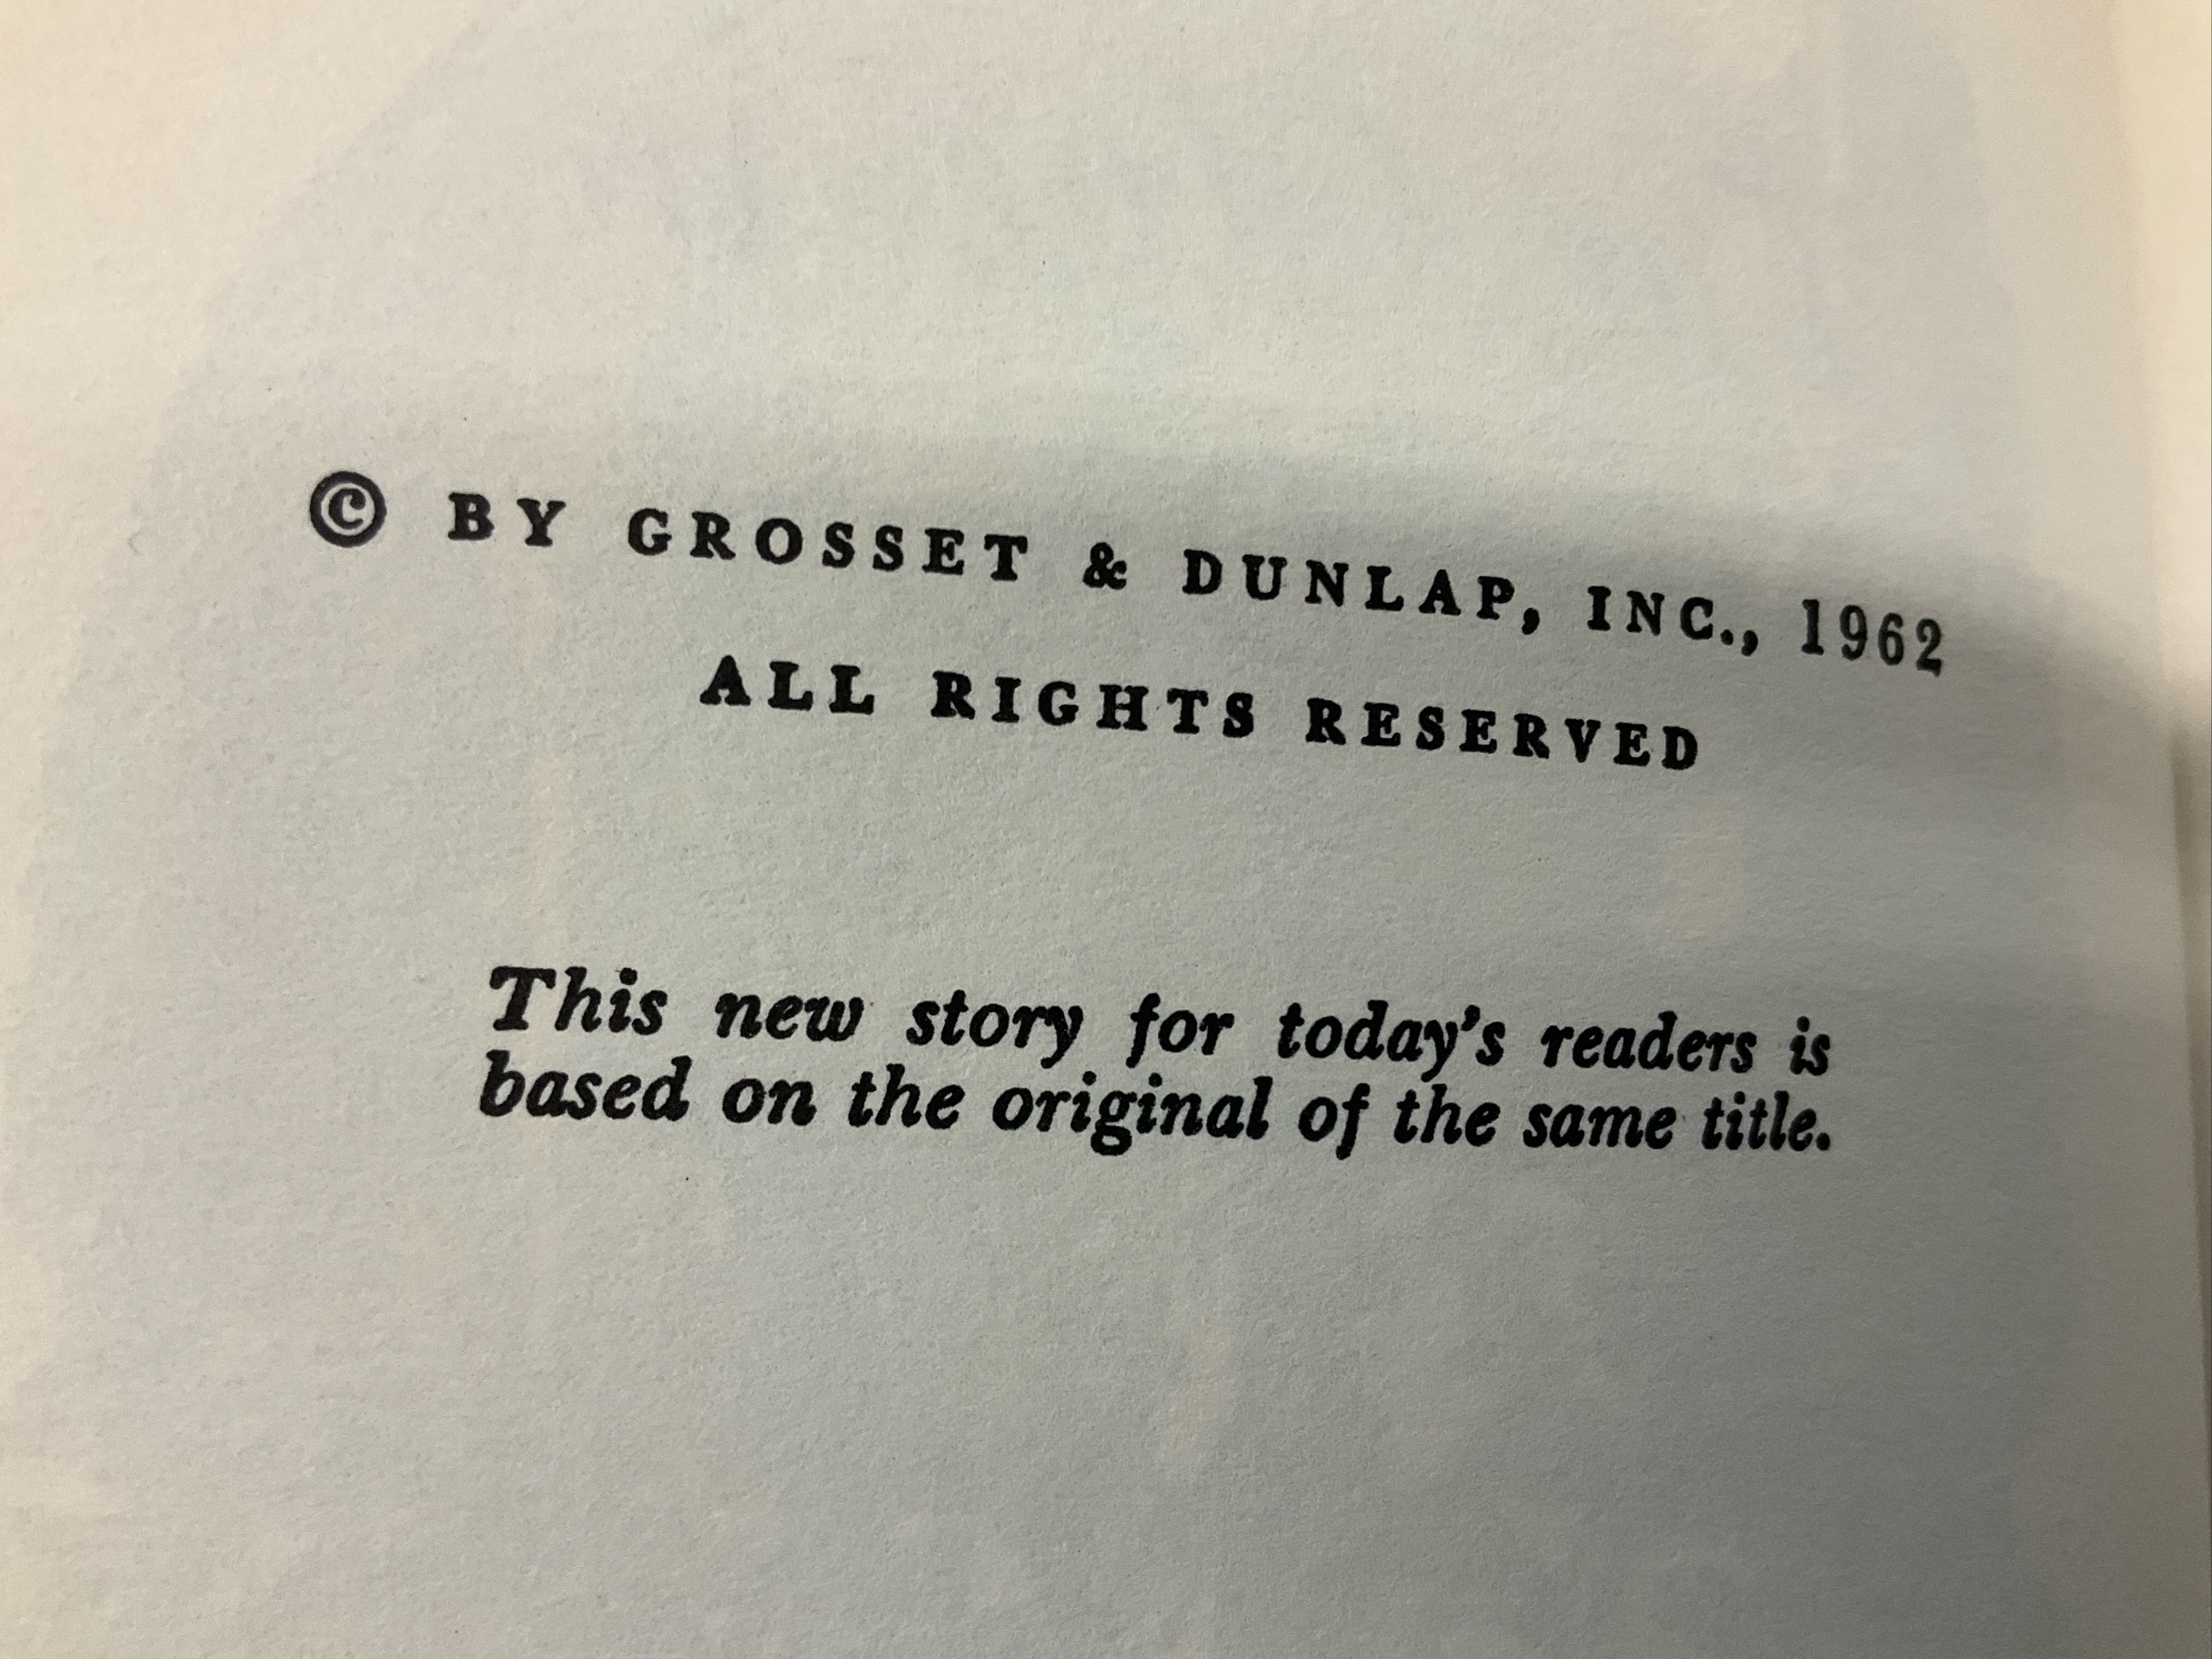 © BY GROSSET & DUNLAP, INC., 1962
ALL RIGHTS RESERVED
This new story for today's readers is
based on the original of the same title.